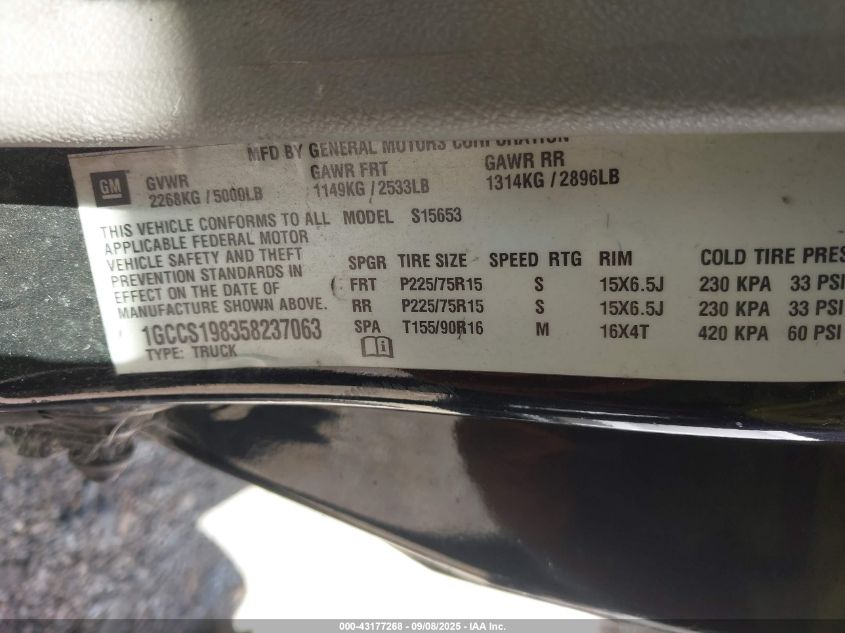 MFD BY GENERAL MOTORS CORPORATION
GM
GVWR
2268KG / 5000LB
GAWR FRT
1149KG / 2533LB
GAWR RR
1314KG / 2896LB
THIS VEHICLE CONFORMS TO ALL
APPLICABLE FEDERAL MOTOR
VEHICLE SAFETY AND THEFT
PREVENTION STANDARDS IN
EFFECT ON THE DATE OF
MANUFACTURE SHOWN ABOVE.
1GCCS198358237063
TYPE: TRUCK
MODEL S15653
SPGR TIRE SIZE SPEED RTG RIM COLD TIRE PRES
FRT P225/75R15 S 15X6.5J 230 KPA 33 PSI
RR P225/75R15 S 15X6.5J 230 KPA 33 PSI
SPA T155/90R16 M 16X4T 420 KPA 60 PSI
000-43177268 - 09/08/2025 - IAA Inc.